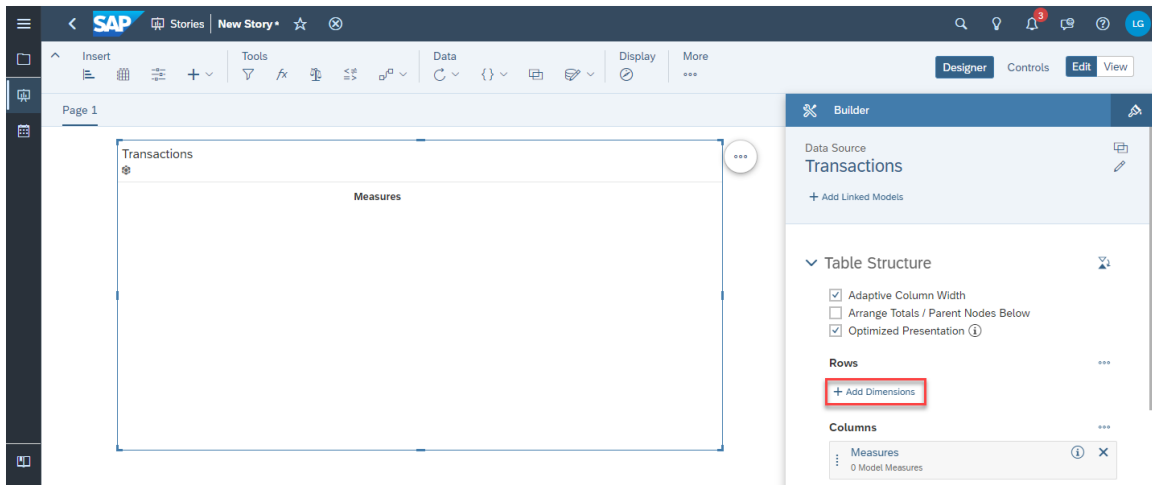 SAP Stories New Story * 3 LG
Insert Tools Data Display More
fx
Designer Controls Edit View
Page 1
Transactions
Measures
Builder
Data Source
Transactions
+ Add Linked Models
Table Structure
Adaptive Column Width
Arrange Totals / Parent Nodes Below
Optimized Presentation
Rows
+ Add Dimensions
Columns
Measures
0 Model Measures